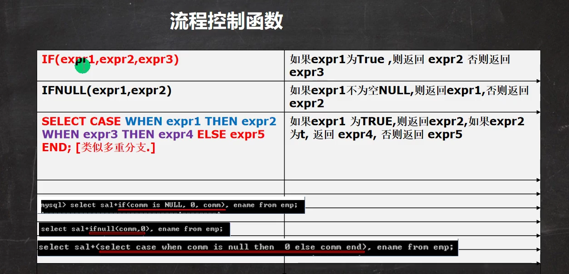 流程控制函数
IF(expr1,expr2,expr3)
如果expr1为True ,则返回 expr2 否则返回
expr3
IFNULL(expr1,expr2)
如果expr1不为空NULL,则返回expr1,否则返回
expr2
SELECT CASE WHEN expr1 THEN expr2
WHEN expr3 THEN expr4 ELSE expr5
END; [类似多重分支.]
如果expr1 为TRUE,则返回expr2,如果expr2
为t, 返回 expr4, 否则返回 expr5
mysql> select sal+if(comm is NULL, 0, comm), ename from emp;
select sal+ifnull(comm,0), ename from emp;
select sal+(select case when comm is null then 0 else comm end), ename from emp;